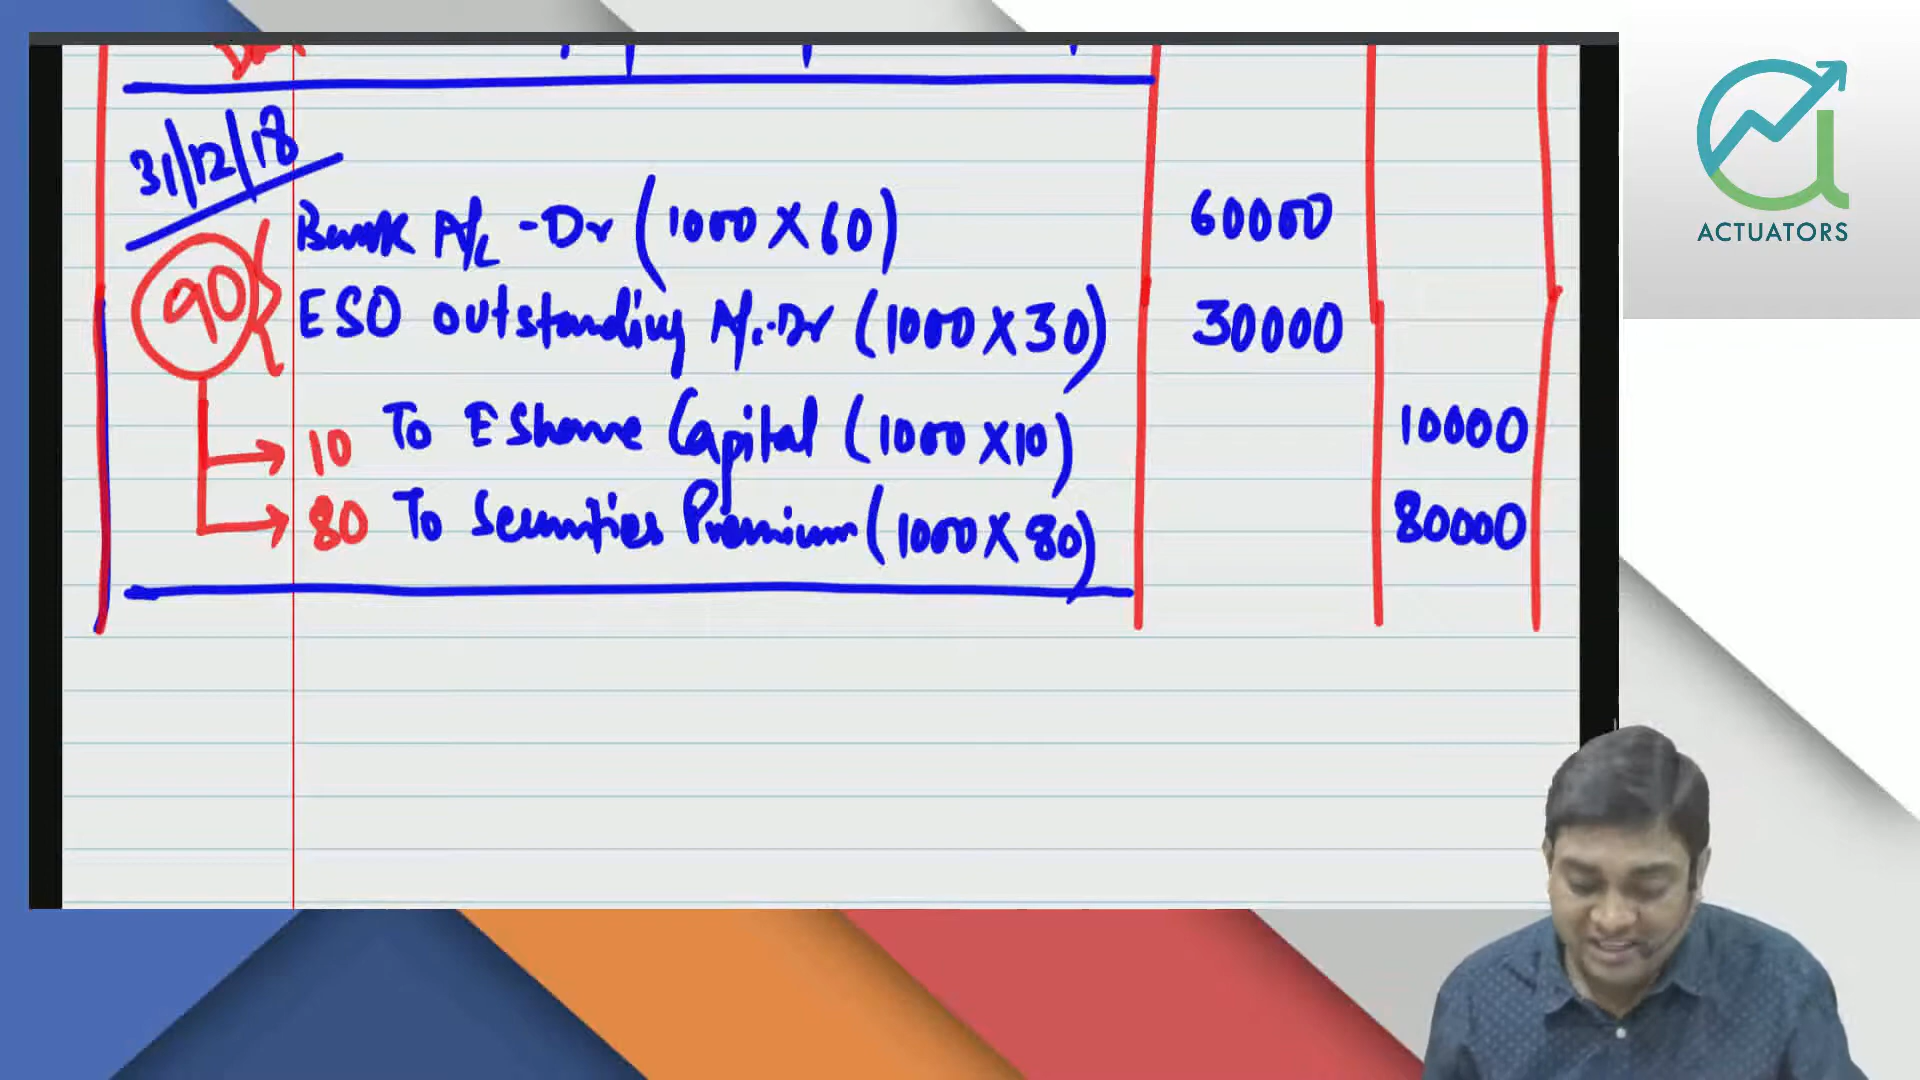 31/12/18
Bank A/c -Dr (1000 X 60) 60000
90 ESO outstanding A/c.-Dr (1000 X 30) 30000
10 To E Share Capital (1000 X 10) 10000
80 To Securities Premium (1000 X 80) 80000
ACTUATORS